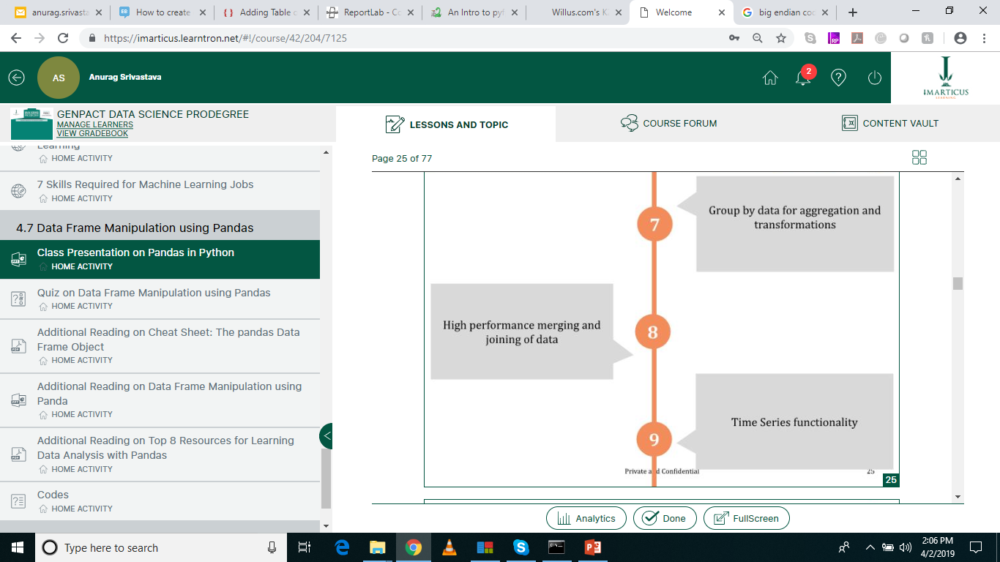 anurag.srivasta
How to create
Adding Table o
ReportLab - Co
An Intro to pyf
Willus.com's K
Welcome
big endian coc
https://imarticus.learntron.net/#!/course/42/204/7125
AS
Anurag Srivastava
2
IMARTICUS
LEARNING
GENPACT DATA SCIENCE PRODEGREE
MANAGE LEARNERS
VIEW GRADEBOOK
LESSONS AND TOPIC
COURSE FORUM
CONTENT VAULT
Learning
HOME ACTIVITY
7 Skills Required for Machine Learning Jobs
HOME ACTIVITY
4.7 Data Frame Manipulation using Pandas
Class Presentation on Pandas in Python
HOME ACTIVITY
Quiz on Data Frame Manipulation using Pandas
HOME ACTIVITY
Additional Reading on Cheat Sheet: The pandas Data
Frame Object
HOME ACTIVITY
Additional Reading on Data Frame Manipulation using
Panda
HOME ACTIVITY
Additional Reading on Top 8 Resources for Learning
Data Analysis with Pandas
HOME ACTIVITY
Codes
HOME ACTIVITY
Page 25 of 77
7
Group by data for aggregation and
transformations
High performance merging and
joining of data
8
Time Series functionality
9
Private and Confidential
25
25
Analytics
Done
FullScreen
Type here to search
2:06 PM
4/2/2019